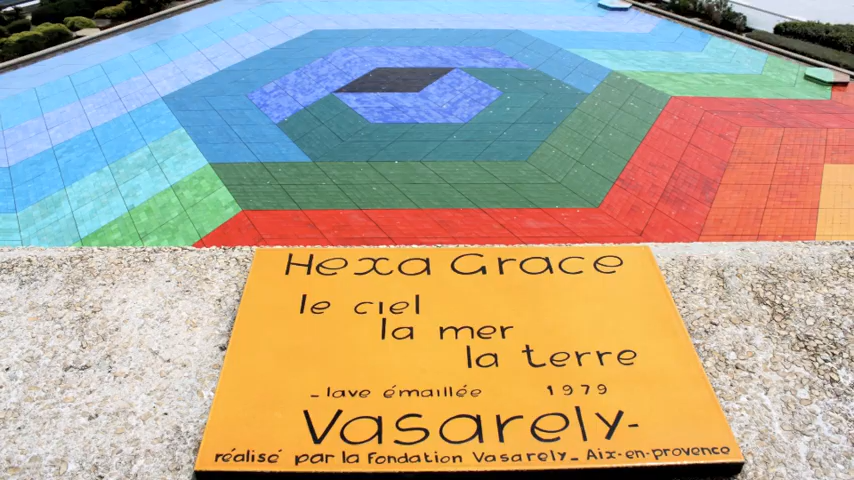 Hexa Grace
le ciel
la mer
la terre
- lave émaillée 1979
Vasarely-
réalisé par la Fondation Vasarely - Aix-en-provence